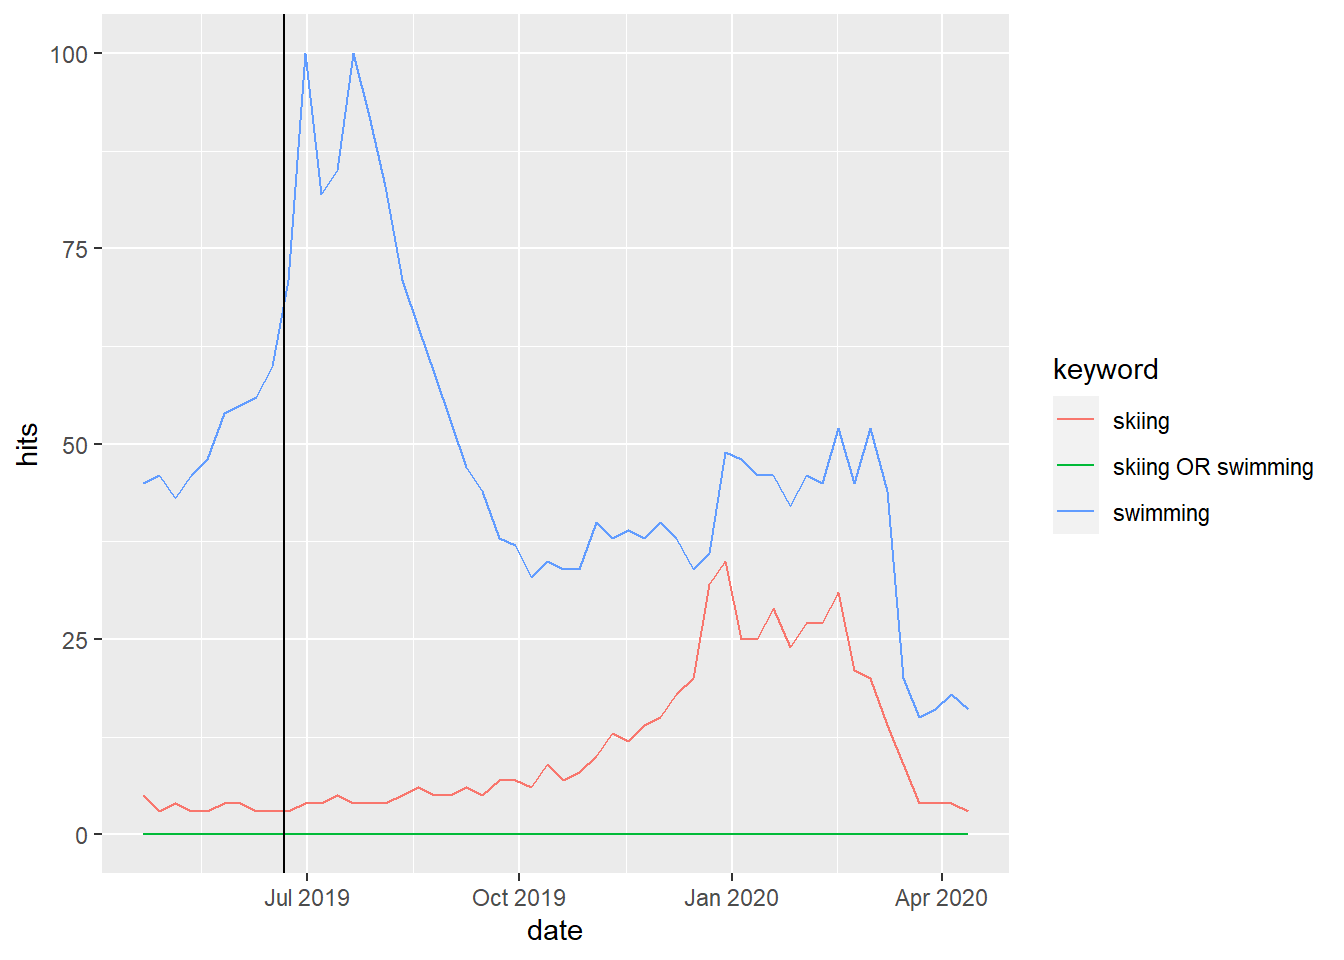 100
75
50
25
0
hits
Jul 2019
Oct 2019
Jan 2020
Apr 2020
date
keyword
skiing
skiing OR swimming
swimming